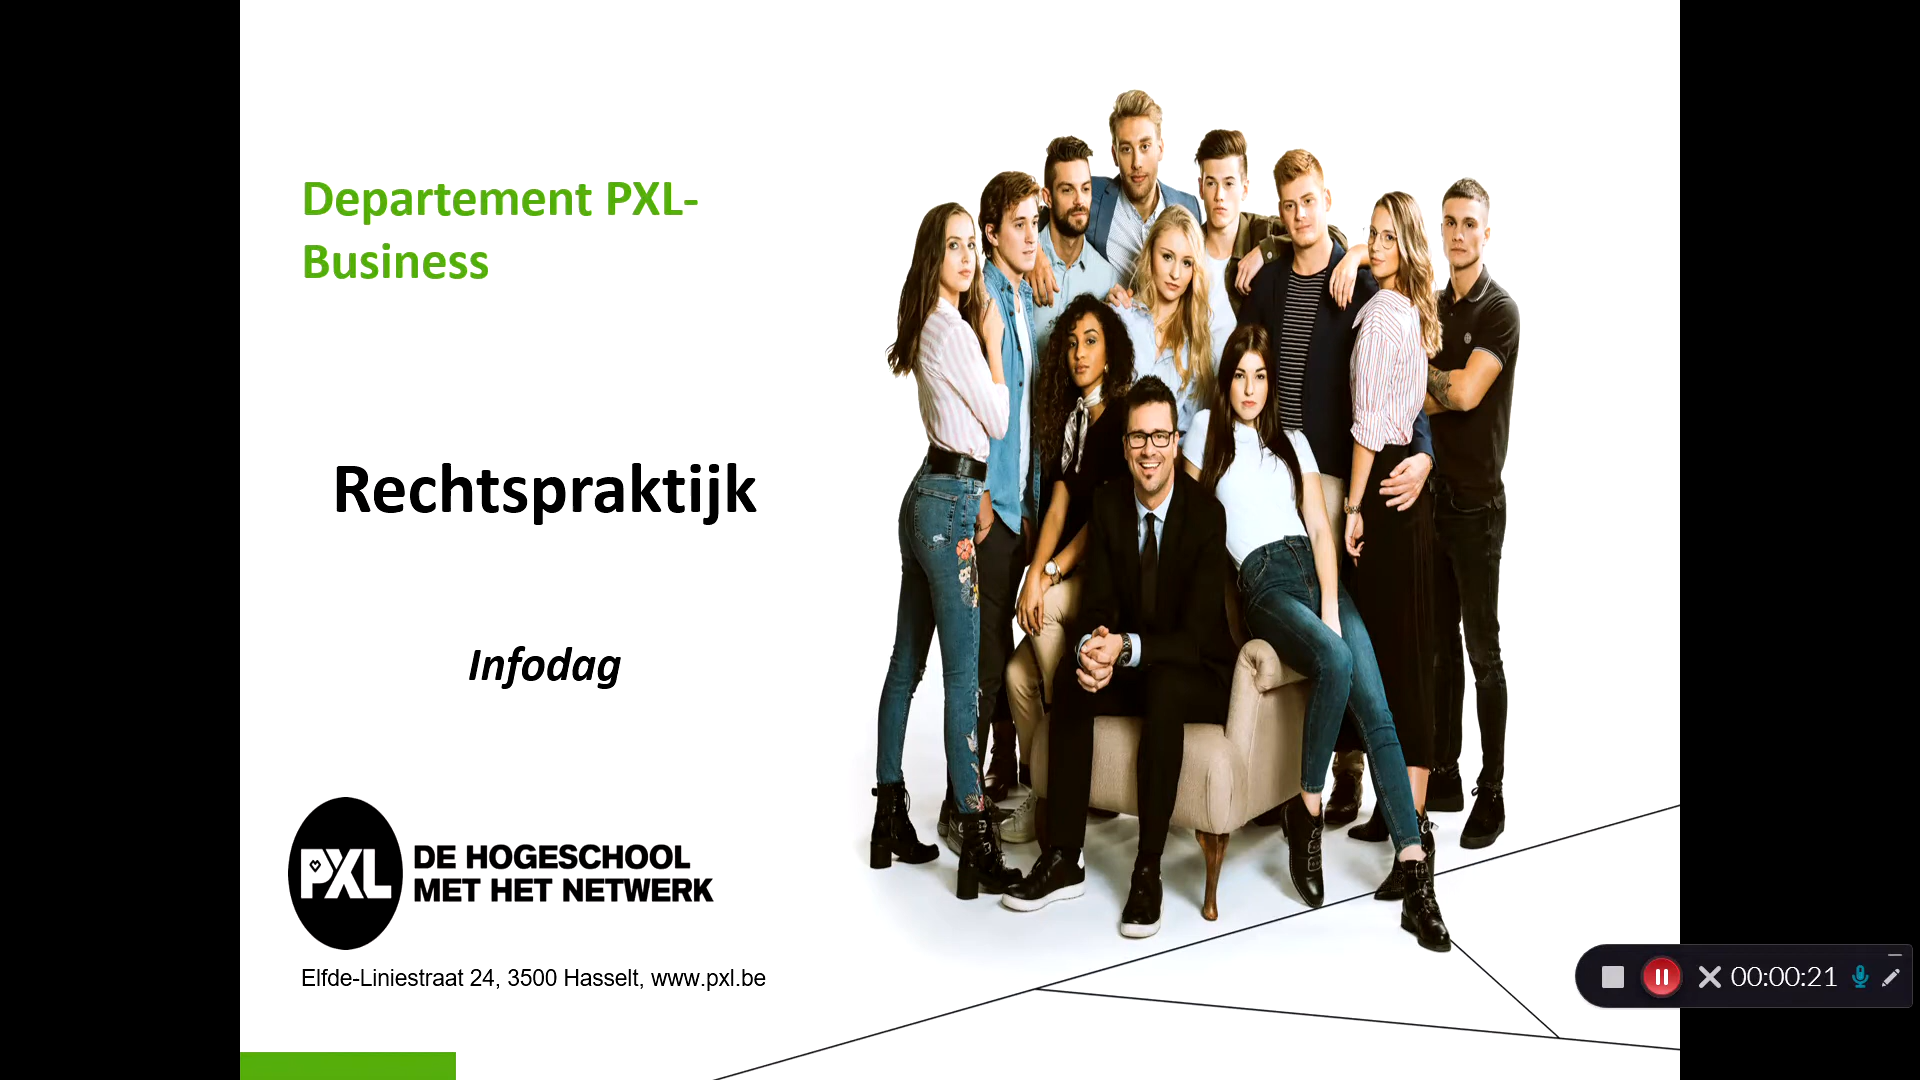 Departement PXL-
Business
Rechtspraktijk
Infodag
PXL
DE HOGESCHOOL
MET HET NETWERK
Elfde-Liniestraat 24, 3500 Hasselt, www.pxl.be
00:00:21